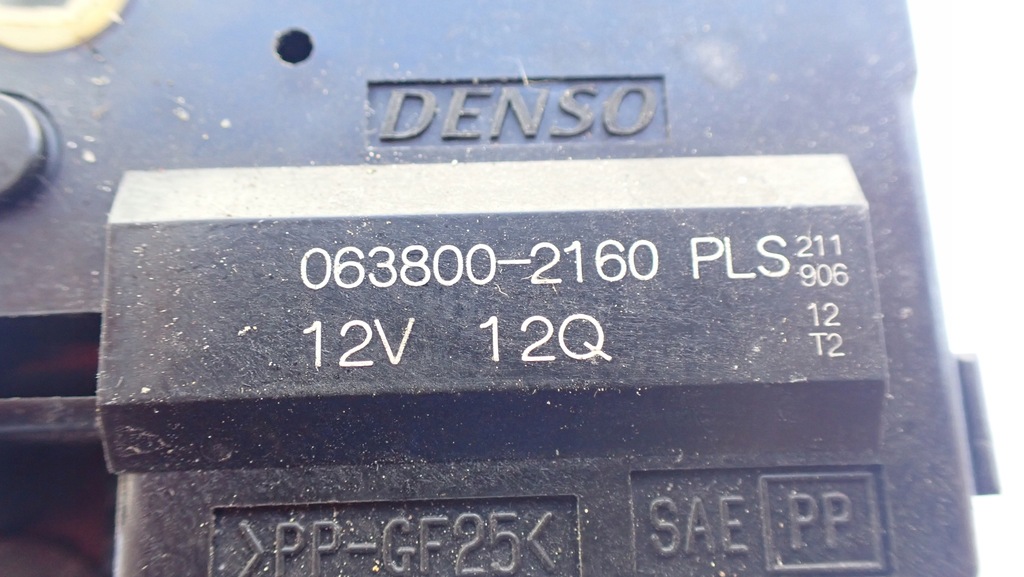 DENSO
063800-2160 PLS 211
906
12V 12Q 12
T2
>PP-GF25<
SAE PP